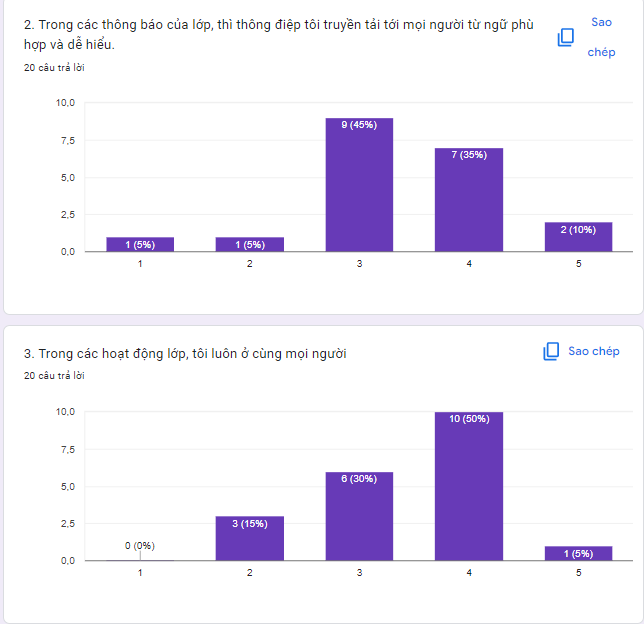 2. Trong các thông báo của lớp, thì thông điệp tôi truyền tải tới mọi người từ ngữ phù
hợp và dễ hiểu.
Sao
chép
20 câu trả lời
10,0
7,5
5,0
2,5
0,0
1 (5%)
1 (5%)
9 (45%)
7 (35%)
2 (10%)
1 2 3 4 5
3. Trong các hoạt động lớp, tôi luôn ở cùng mọi người
Sao chép
20 câu trả lời
10,0
7,5
5,0
2,5
0,0
0 (0%)
3 (15%)
6 (30%)
10 (50%)
1 (5%)
1 2 3 4 5